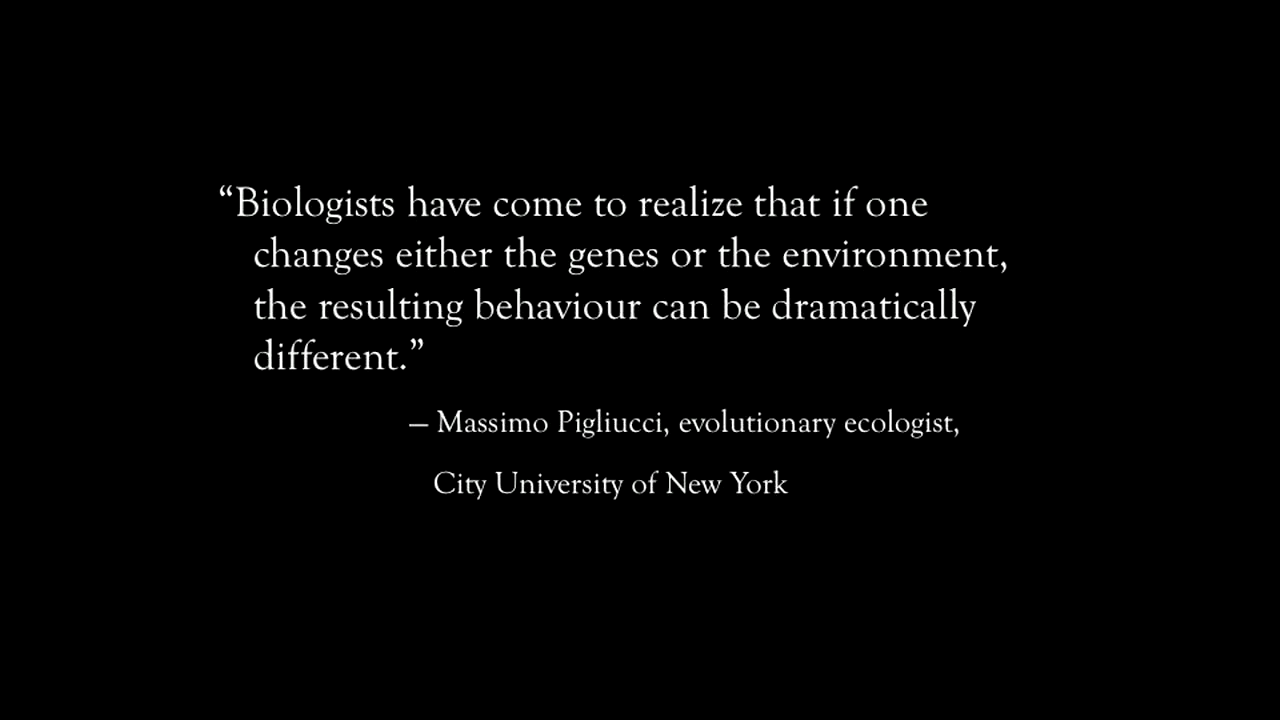 “Biologists have come to realize that if one
changes either the genes or the environment,
the resulting behaviour can be dramatically
different.”
– Massimo Pigliucci, evolutionary ecologist,
City University of New York